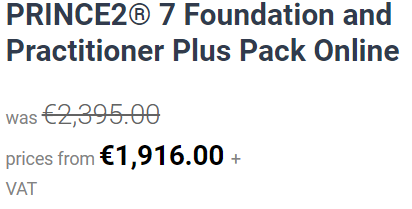 PRINCE2® 7 Foundation and
Practitioner Plus Pack Online
was €2,395.00
prices from €1,916.00 +
VAT